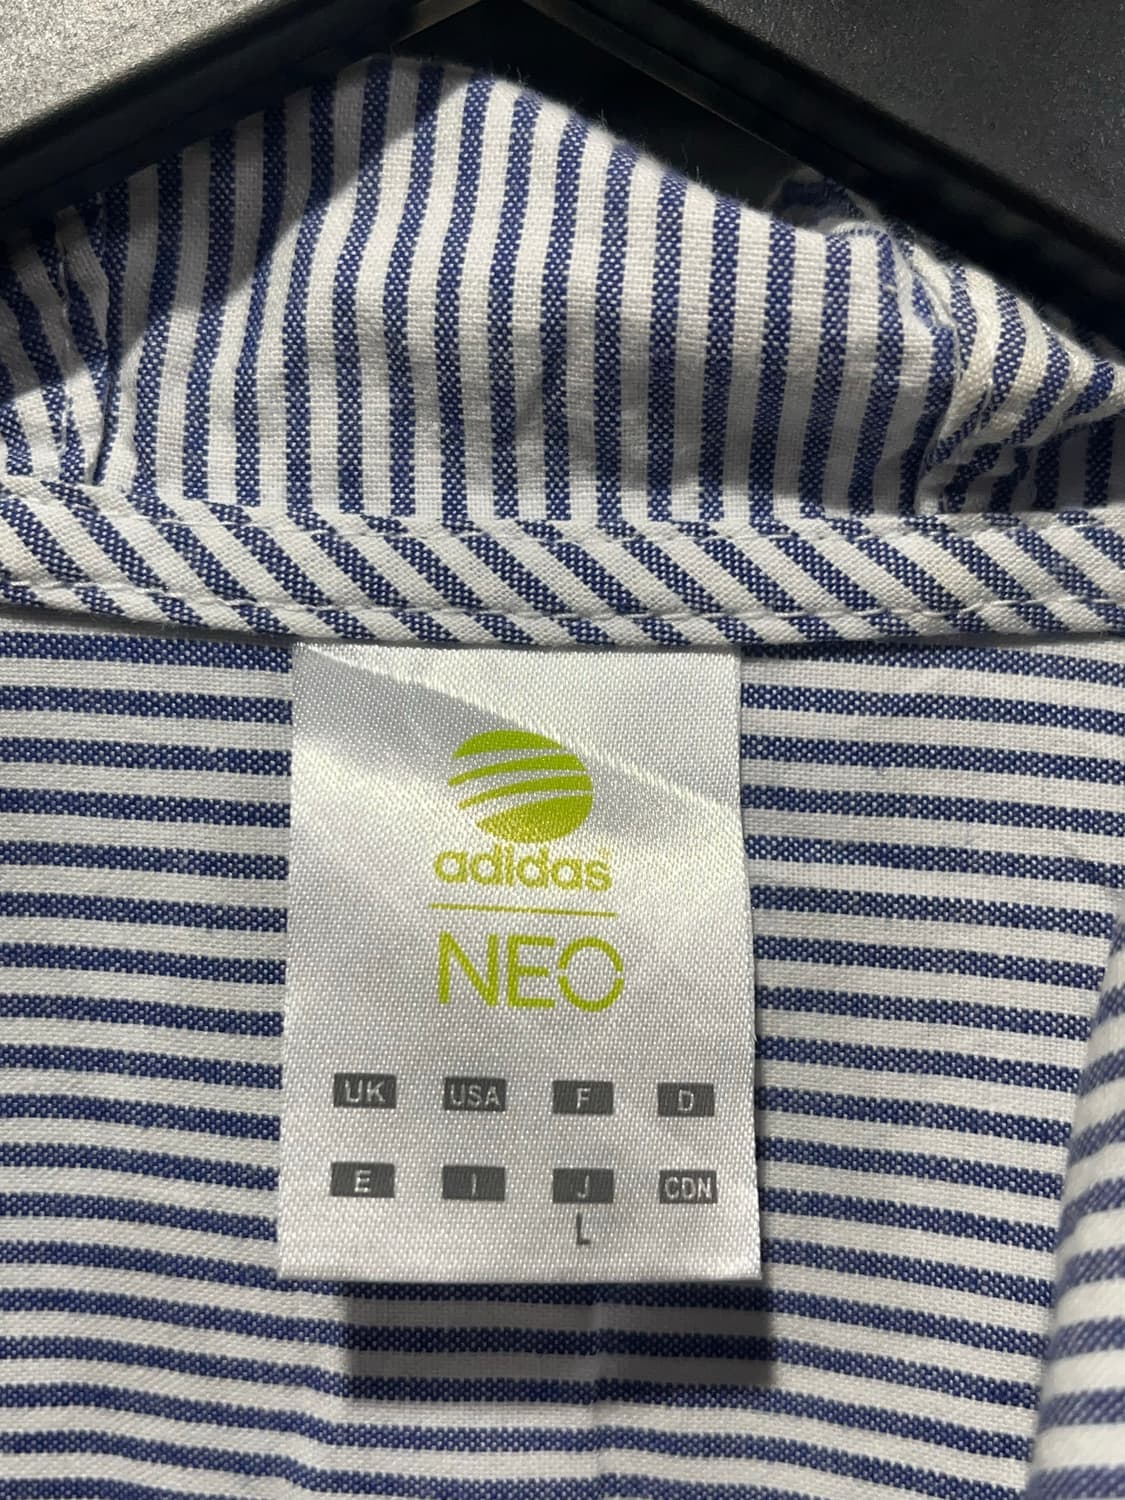 adidas
NEO
UK USA F D
E I J CDN
L